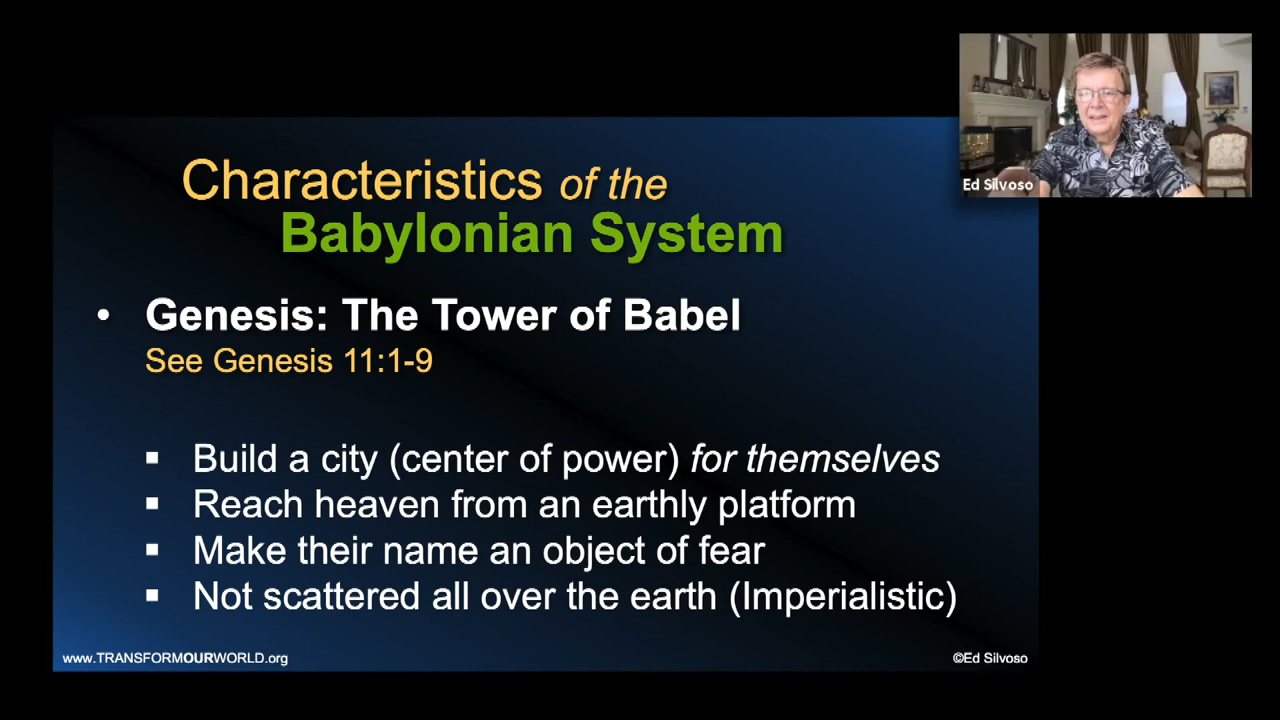 Characteristics of the
Babylonian System
Ed Silvoso
• Genesis: The Tower of Babel
See Genesis 11:1-9
▪ Build a city (center of power) for themselves
▪ Reach heaven from an earthly platform
▪ Make their name an object of fear
▪ Not scattered all over the earth (Imperialistic)
www.TRANSFORMOURWORLD.org
©Ed Silvoso